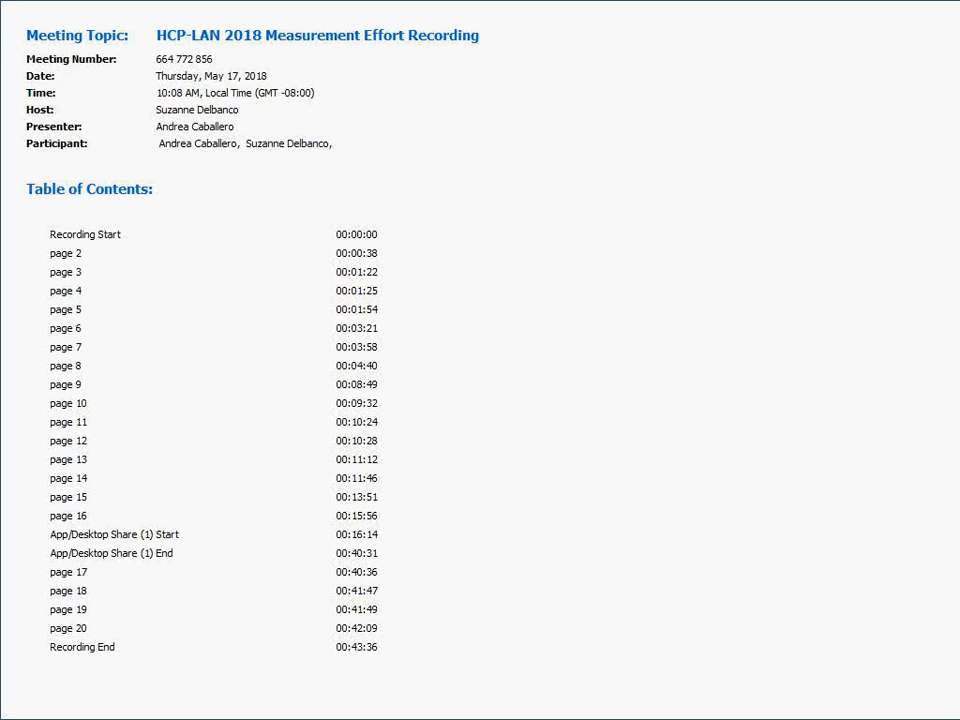 Meeting Topic: HCP-LAN 2018 Measurement Effort Recording
Meeting Number: 664 772 856
Date: Thursday, May 17, 2018
Time: 10:08 AM, Local Time (GMT -08:00)
Host: Suzanne Delbanco
Presenter: Andrea Caballero
Participant: Andrea Caballero, Suzanne Delbanco,
Table of Contents:
Recording Start 00:00:00
page 2 00:00:38
page 3 00:01:22
page 4 00:01:25
page 5 00:01:54
page 6 00:03:21
page 7 00:03:58
page 8 00:04:40
page 9 00:08:49
page 10 00:09:32
page 11 00:10:24
page 12 00:10:28
page 13 00:11:12
page 14 00:11:46
page 15 00:13:51
page 16 00:15:56
App/Desktop Share (1) Start 00:16:14
App/Desktop Share (1) End 00:40:31
page 17 00:40:36
page 18 00:41:47
page 19 00:41:49
page 20 00:42:09
Recording End 00:43:36